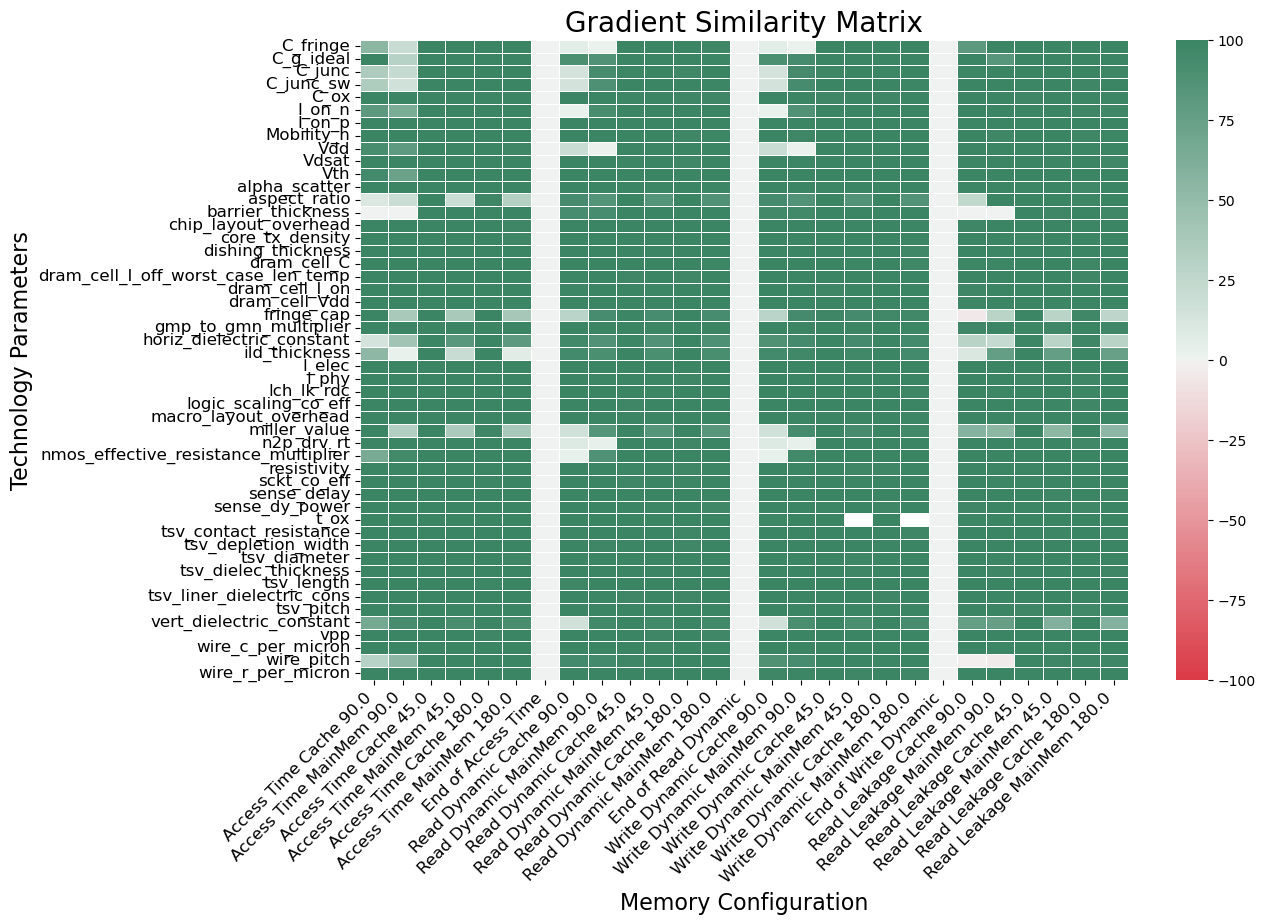 Gradient Similarity Matrix
Technology Parameters
C_fringe
C_g_ideal
C_junc
C_junc_sw
C_ox
I_on_n
I_on_p
Mobility_n
Vdd
Vdsat
Vth
alpha_scatter
aspect_ratio
barrier_thickness
chip_layout_overhead
core_tx_density
dishing_thickness
dram_cell_C
dram_cell_I_off_worst_case_len_temp
dram_cell_I_on
dram_cell_Vdd
fringe_cap
gmp_to_gmn_multiplier
horiz_dielectric_constant
ild_thickness
l_elec
l_phy
lch_lk_rdc
logic_scaling_co_eff
macro_layout_overhead
miller_value
n2p_drv_rt
nmos_effective_resistance_multiplier
resistivity
sckt_co_eff
sense_delay
sense_dy_power
t_ox
tsv_contact_resistance
tsv_depletion_width
tsv_diameter
tsv_dielec_thickness
tsv_length
tsv_liner_dielectric_cons
tsv_pitch
vert_dielectric_constant
vpp
wire_c_per_micron
wire_pitch
wire_r_per_micron
Access Time Cache 90.0
Access Time MainMem 90.0
Access Time Cache 45.0
Access Time MainMem 45.0
Access Time Cache 180.0
Access Time MainMem 180.0
End of Access Time
Read Dynamic Cache 90.0
Read Dynamic MainMem 90.0
Read Dynamic Cache 45.0
Read Dynamic MainMem 45.0
Read Dynamic Cache 180.0
Read Dynamic MainMem 180.0
End of Read Dynamic
Write Dynamic Cache 90.0
Write Dynamic MainMem 90.0
Write Dynamic Cache 45.0
Write Dynamic MainMem 45.0
Write Dynamic Cache 180.0
Write Dynamic MainMem 180.0
End of Write Dynamic
Read Leakage Cache 90.0
Read Leakage MainMem 90.0
Read Leakage Cache 45.0
Read Leakage MainMem 45.0
Read Leakage Cache 180.0
Read Leakage MainMem 180.0
Memory Configuration
100
75
50
25
0
−25
−50
−75
−100